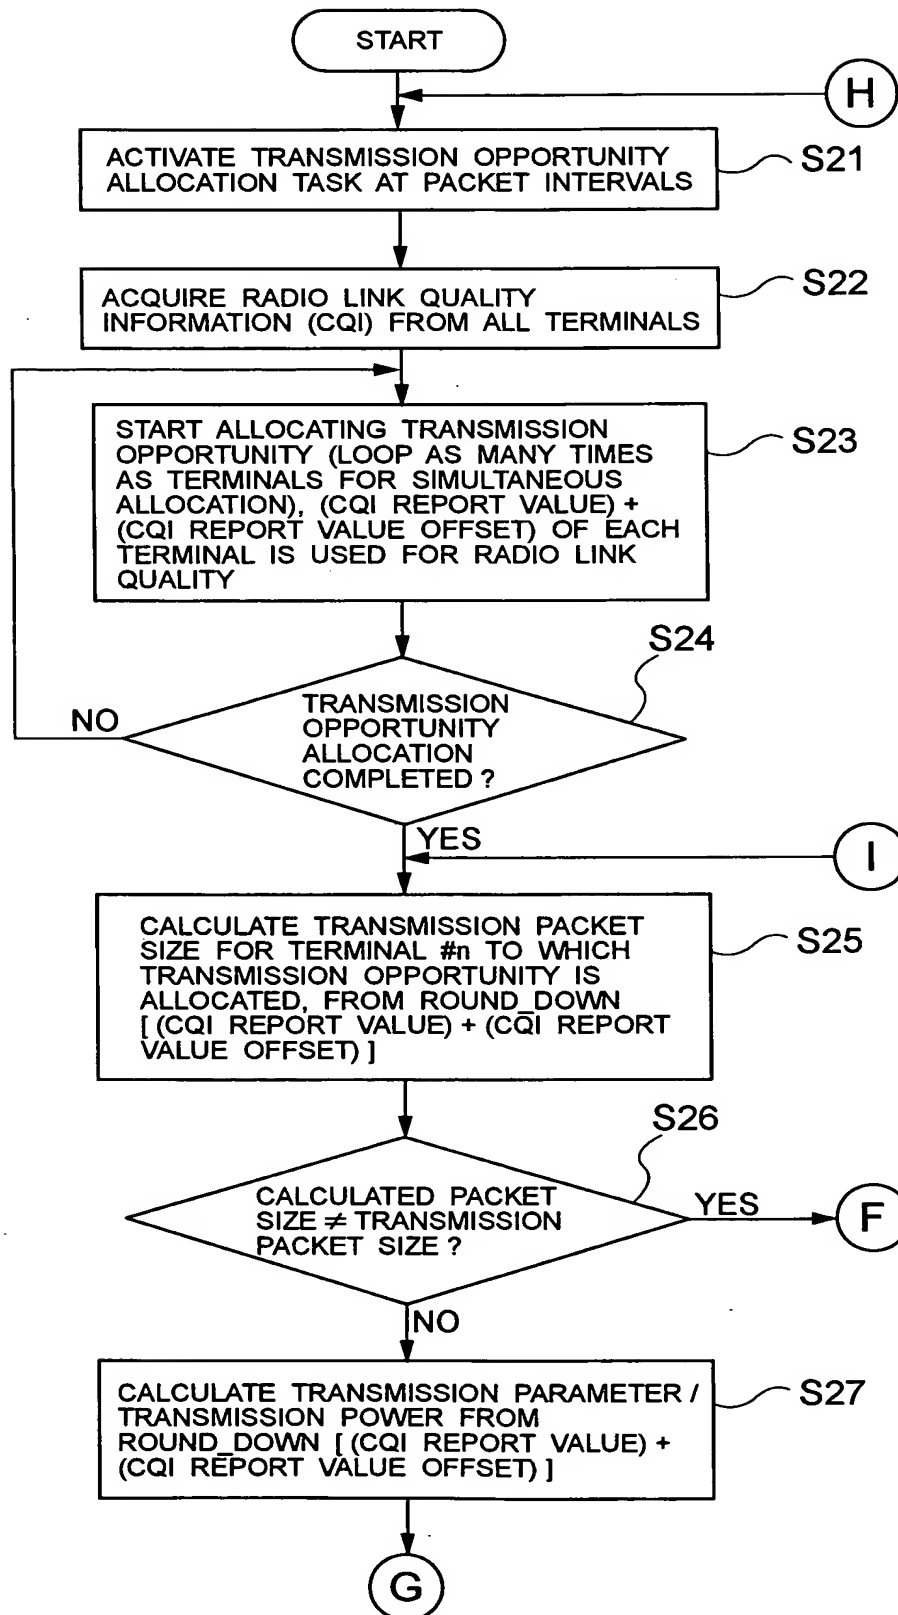 START
H
ACTIVATE TRANSMISSION OPPORTUNITY
ALLOCATION TASK AT PACKET INTERVALS
S21
ACQUIRE RADIO LINK QUALITY
INFORMATION (CQI) FROM ALL TERMINALS
S22
START ALLOCATING TRANSMISSION
OPPORTUNITY (LOOP AS MANY TIMES
AS TERMINALS FOR SIMULTANEOUS
ALLOCATION), (CQI REPORT VALUE) +
(CQI REPORT VALUE OFFSET) OF EACH
TERMINAL IS USED FOR RADIO LINK
QUALITY
S23
S24
TRANSMISSION
OPPORTUNITY
ALLOCATION
COMPLETED ?
NO
YES
I
CALCULATE TRANSMISSION PACKET
SIZE FOR TERMINAL #n TO WHICH
TRANSMISSION OPPORTUNITY IS
ALLOCATED, FROM ROUND_DOWN
[ (CQI REPORT VALUE) + (CQI REPORT
VALUE OFFSET) ]
S25
S26
CALCULATED PACKET
SIZE ≠ TRANSMISSION
PACKET SIZE ?
YES
F
NO
CALCULATE TRANSMISSION PARAMETER /
TRANSMISSION POWER FROM
ROUND_DOWN [ (CQI REPORT VALUE) +
(CQI REPORT VALUE OFFSET) ]
S27
G